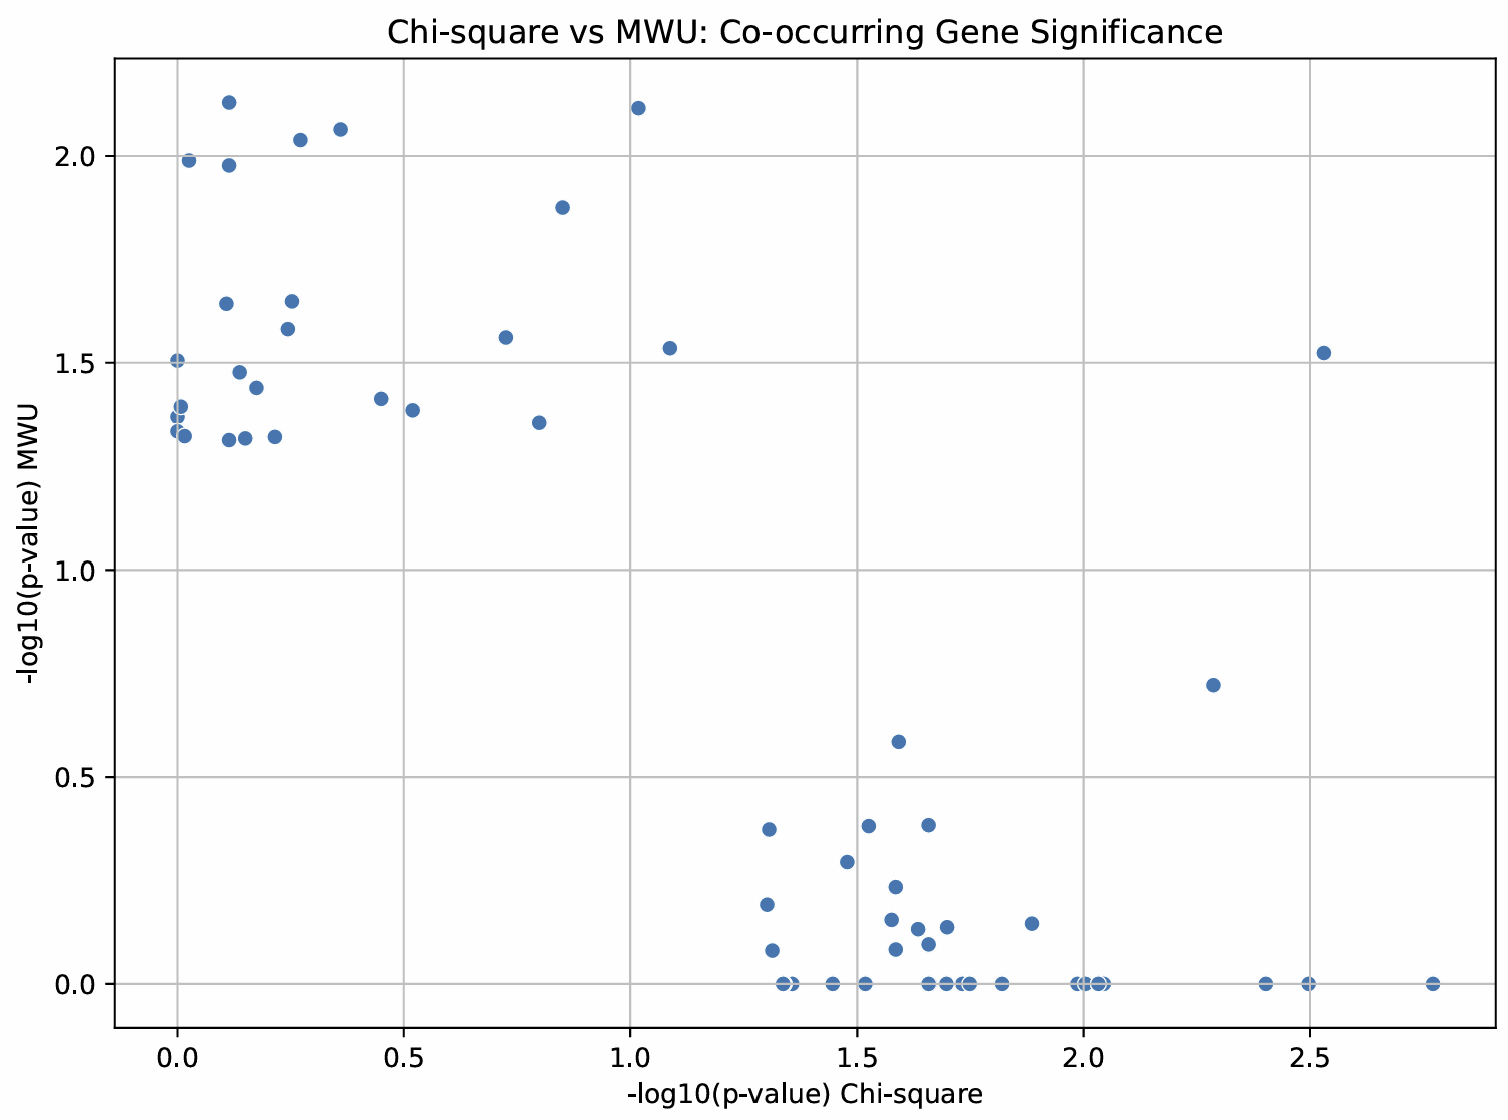 Chi-square vs MWU: Co-occurring Gene Significance
2.0
1.5
1.0
0.5
0.0
-log10(p-value) MWU
0.0 0.5 1.0 1.5 2.0 2.5
-log10(p-value) Chi-square